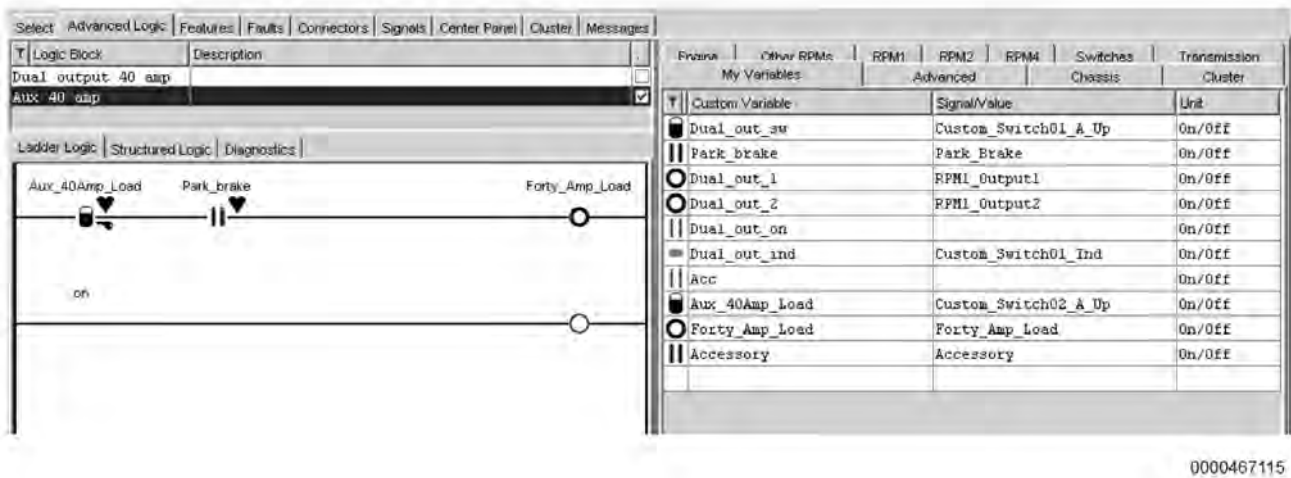 Select Advanced Logic Features Faults Connectors Signals Center Panel Cluster Messages
T Logic Block Description
Dual output 40 amp
Aux 40 amp
Ladder Logic Structured Logic Diagnostics
Aux_40Amp_Load Park_brake Forty_Amp_Load
on
Engine Other RPMs RPM1 RPM2 RPM4 Switches Transmission
My Variables Advanced Chassis Cluster
T Custom Variable Signal/Value Unit
Dual_out_sw Custom_Switch01_A_Up On/Off
Park_brake Park_Brake On/Off
Dual_out_1 RPM1_Output1 On/Off
Dual_out_2 RPM1_Output2 On/Off
Dual_out_on On/Off
Dual_out_ind Custom_Switch01_Ind On/Off
Acc On/Off
Aux_40Amp_Load Custom_Switch02_A_Up On/Off
Forty_Amp_Load Forty_Amp_Load On/Off
Accessory Accessory On/Off
0000467115